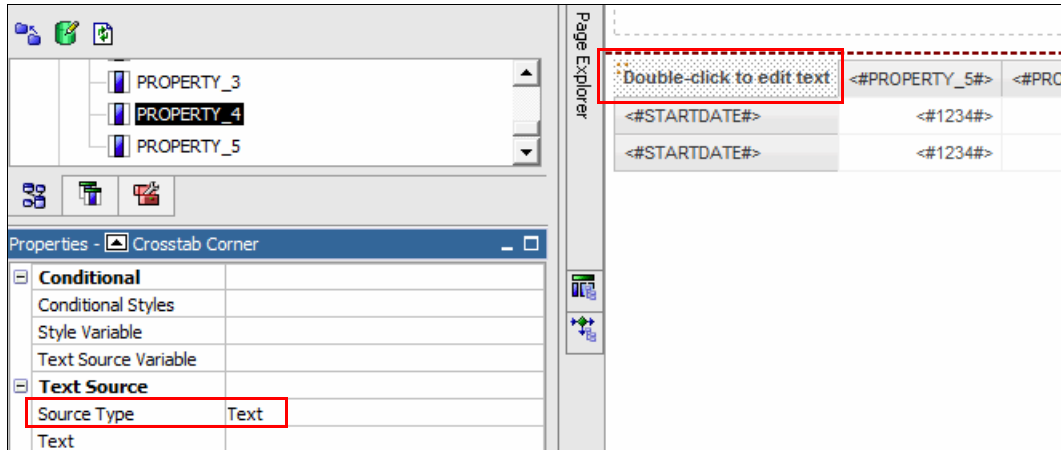 PROPERTY_3
PROPERTY_4
PROPERTY_5
Properties - Crosstab Corner
Conditional
Conditional Styles
Style Variable
Text Source Variable
Text Source
Source Type Text
Text
Page Explorer
Double-click to edit text <#PROPERTY_5#> <#PRO
<#STARTDATE#> <#1234#>
<#STARTDATE#> <#1234#>